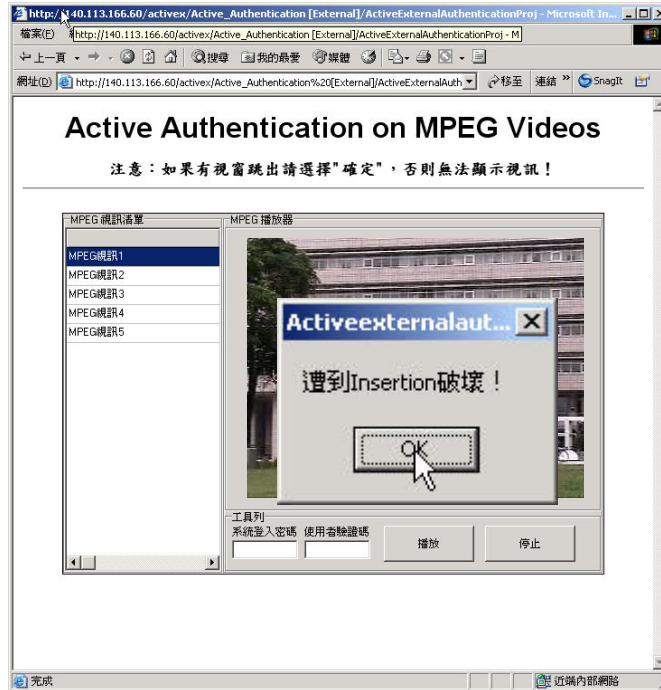 http://140.113.166.60/activex/Active_Authentication [External]/ActiveExternalAuthenticationProj - Microsoft In...
檔案(F)
http://140.113.166.60/activex/Active_Authentication [External]/ActiveExternalAuthenticationProj - M
上一頁 搜尋 我的最愛 媒體
網址(D) http://140.113.166.60/activex/Active_Authentication%20[External]/ActiveExternalAuth 移至 連結 » SnagIt
Active Authentication on MPEG Videos
注意：如果有視窗跳出請選擇"確定"，否則無法顯示視訊！
MPEG 視訊清單
MPEG視訊1
MPEG視訊2
MPEG視訊3
MPEG視訊4
MPEG視訊5
MPEG 播放器
Activeexternalaut...
遭到Insertion破壞！
OK
工具列
系統登入密碼 使用者驗證碼
播放 停止
完成 近端內部網路